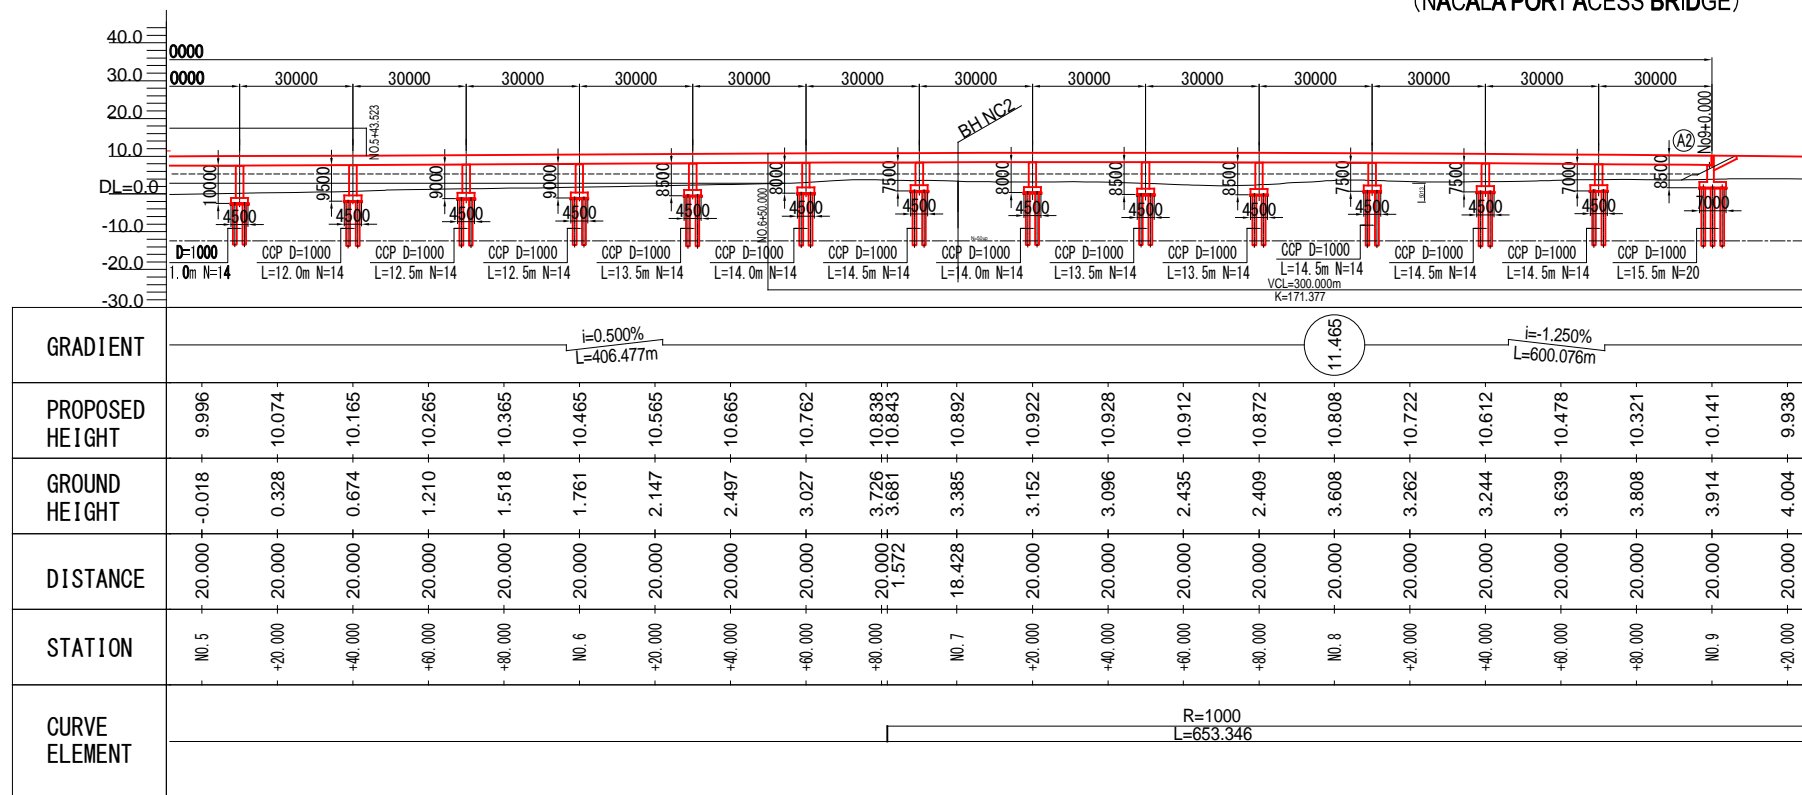 (NACALA PORT ACESS BRIDGE)
40.0
30.0
20.0
10.0
DL=0.0
-10.0
-20.0
-30.0
0000
0000 30000 30000 30000 30000 30000 30000 30000 30000 30000 30000 30000 30000 30000
NO.5+43.523
BH NC2
A2
No9+0.000
10000 9500 9000 9000 8500 8000 7500 8000 8500 8500 7500 7500 7000 8500
4500 4500 4500 4500 4500 4500 4500 4500 4500 4500 4500 4500 4500 7000
NO.6+50.000
D=1000 CCP D=1000 CCP D=1000 CCP D=1000 CCP D=1000 CCP D=1000 CCP D=1000 CCP D=1000 CCP D=1000 CCP D=1000 CCP D=1000 CCP D=1000 CCP D=1000 CCP D=1000
1.0m N=14 L=12.0m N=14 L=12.5m N=14 L=12.5m N=14 L=13.5m N=14 L=14.0m N=14 L=14.5m N=14 L=14.0m N=14 L=13.5m N=14 L=13.5m N=14 L=14.5m N=14 L=14.5m N=14 L=14.5m N=14 L=15.5m N=20
VCL=300.000m
K=171.377
GRADIENT
i=0.500%
L=406.477m
11.465
i=-1.250%
L=600.076m
PROPOSED
HEIGHT
9.996 10.074 10.165 10.265 10.365 10.465 10.565 10.665 10.762 10.838 10.843 10.892 10.922 10.928 10.912 10.872 10.808 10.722 10.612 10.478 10.321 10.141 9.938
GROUND
HEIGHT
-0.018 0.328 0.674 1.210 1.518 1.761 2.147 2.497 3.027 3.726 3.681 3.385 3.152 3.096 2.435 2.409 3.608 3.262 3.244 3.639 3.808 3.914 4.004
DISTANCE
20.000 20.000 20.000 20.000 20.000 20.000 20.000 20.000 20.000 20.000 1.572 18.428 20.000 20.000 20.000 20.000 20.000 20.000 20.000 20.000 20.000 20.000 20.000
STATION
NO.5 +20.000 +40.000 +60.000 +80.000 NO.6 +20.000 +40.000 +60.000 +80.000 NO.7 +20.000 +40.000 +60.000 +80.000 NO.8 +20.000 +40.000 +60.000 +80.000 NO.9 +20.000
CURVE
ELEMENT
R=1000
L=653.346